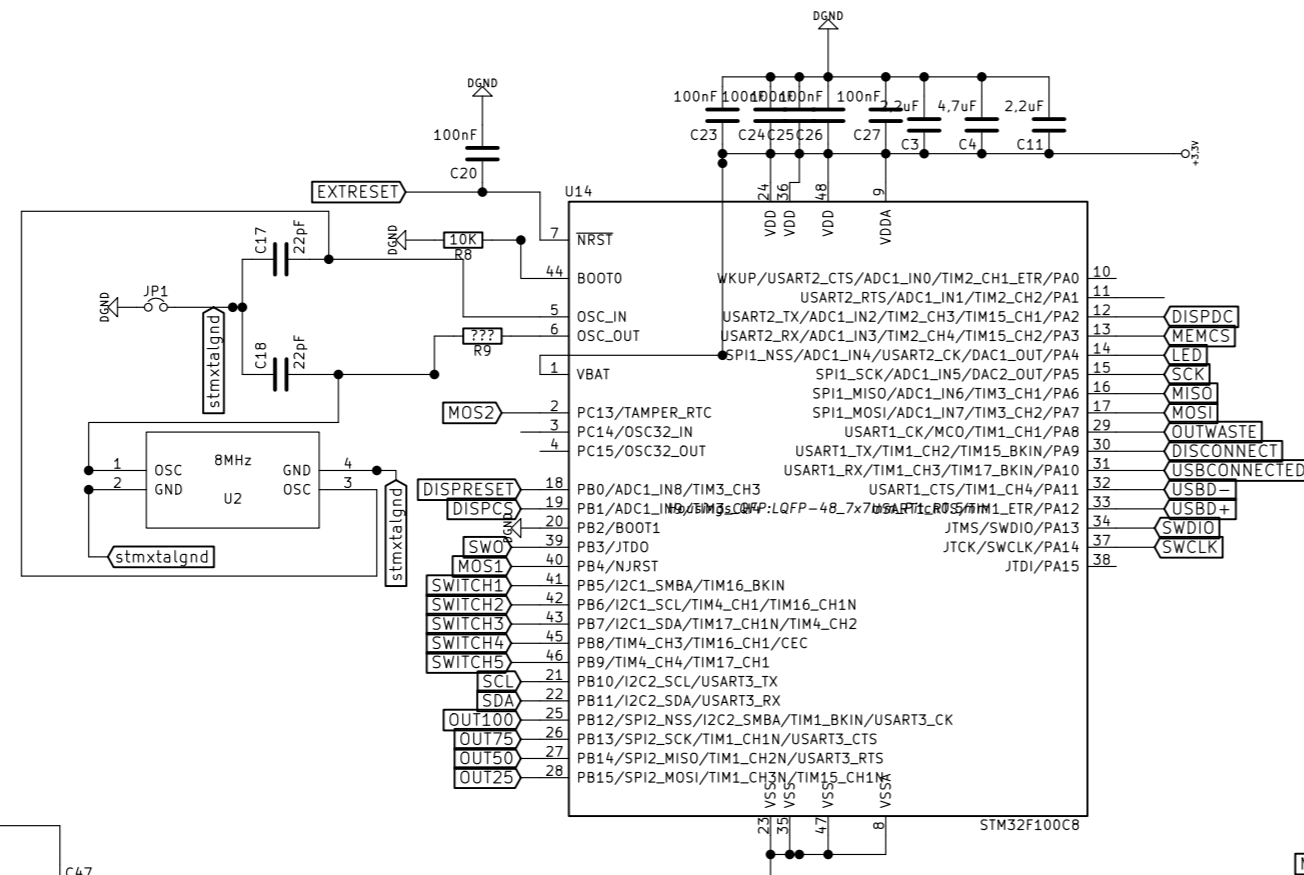 DGND
DGND
100nF
C20
100nF
100nF
100nF
100nF
100nF
2,2uF
4,7uF
2,2uF
C23
C24
C25
C26
C27
C3
C4
C11
+3,3V
EXTRESET
U14
24
36
48
9
VDD
VDD
VDD
VDDA
C17
22pF
DGND
10K
R8
7
NRST
44
BOOT0
JP1
DGND
stmxtalgnd
5
OSC_IN
6
OSC_OUT
???
R9
C18
22pF
1
VBAT
MOS2
2
PC13/TAMPER_RTC
3
PC14/OSC32_IN
4
PC15/OSC32_OUT
8MHz
U2
1
OSC
2
GND
GND
4
OSC
3
stmxtalgnd
stmxtalgnd
DISPRESET
18
PB0/ADC1_IN8/TIM3_CH3
DISPCS
19
PB1/ADC1_IN9/TIM3_CH4
Housings_QFP:LQFP-48_7x7mm_Pitch0.5mm
DGND
20
PB2/BOOT1
SWO
39
PB3/JTDO
MOS1
40
PB4/NJRST
SWITCH1
41
PB5/I2C1_SMBA/TIM16_BKIN
SWITCH2
42
PB6/I2C1_SCL/TIM4_CH1/TIM16_CH1N
SWITCH3
43
PB7/I2C1_SDA/TIM17_CH1N/TIM4_CH2
SWITCH4
45
PB8/TIM4_CH3/TIM16_CH1/CEC
SWITCH5
46
PB9/TIM4_CH4/TIM17_CH1
SCL
21
PB10/I2C2_SCL/USART3_TX
SDA
22
PB11/I2C2_SDA/USART3_RX
OUT100
25
PB12/SPI2_NSS/I2C2_SMBA/TIM1_BKIN/USART3_CK
OUT75
26
PB13/SPI2_SCK/TIM1_CH1N/USART3_CTS
OUT50
27
PB14/SPI2_MISO/TIM1_CH2N/USART3_RTS
OUT25
28
PB15/SPI2_MOSI/TIM1_CH3N/TIM15_CH1N
WKUP/USART2_CTS/ADC1_IN0/TIM2_CH1_ETR/PA0
10
USART2_RTS/ADC1_IN1/TIM2_CH2/PA1
11
USART2_TX/ADC1_IN2/TIM2_CH3/TIM15_CH1/PA2
12
DISPDC
USART2_RX/ADC1_IN3/TIM2_CH4/TIM15_CH2/PA3
13
MEMCS
SPI1_NSS/ADC1_IN4/USART2_CK/DAC1_OUT/PA4
14
LED
SPI1_SCK/ADC1_IN5/DAC2_OUT/PA5
15
SCK
SPI1_MISO/ADC1_IN6/TIM3_CH1/PA6
16
MISO
SPI1_MOSI/ADC1_IN7/TIM3_CH2/PA7
17
MOSI
USART1_CK/MCO/TIM1_CH1/PA8
29
OUTWASTE
USART1_TX/TIM1_CH2/TIM15_BKIN/PA9
30
DISCONNECT
USART1_RX/TIM1_CH3/TIM17_BKIN/PA10
31
USBCONNECTED
USART1_CTS/TIM1_CH4/PA11
32
USBD-
USART1_RTS/TIM1_ETR/PA12
33
USBD+
JTMS/SWDIO/PA13
34
SWDIO
JTCK/SWCLK/PA14
37
SWCLK
JTDI/PA15
38
VSS
VSS
VSS
VSSA
23
35
47
8
STM32F100C8
C47